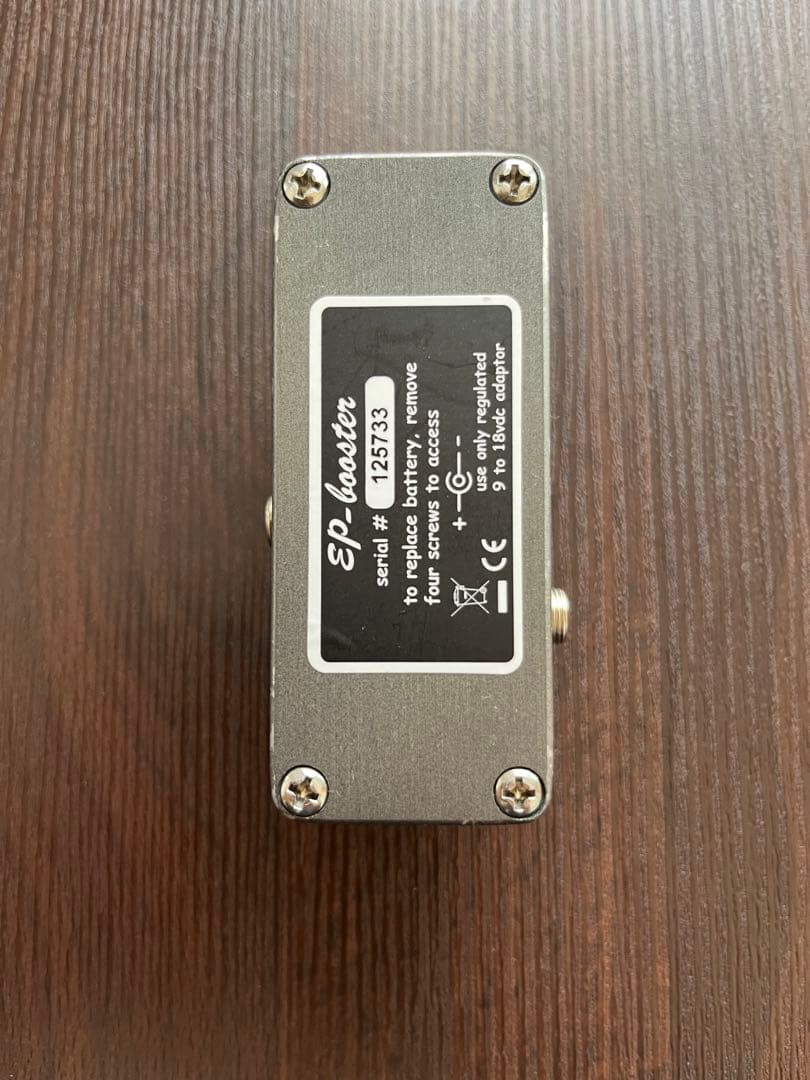 EP-booster
serial # 125733
to replace battery, remove
four screws to access
+ -
use only regulated
9 to 18vdc adaptor
CE